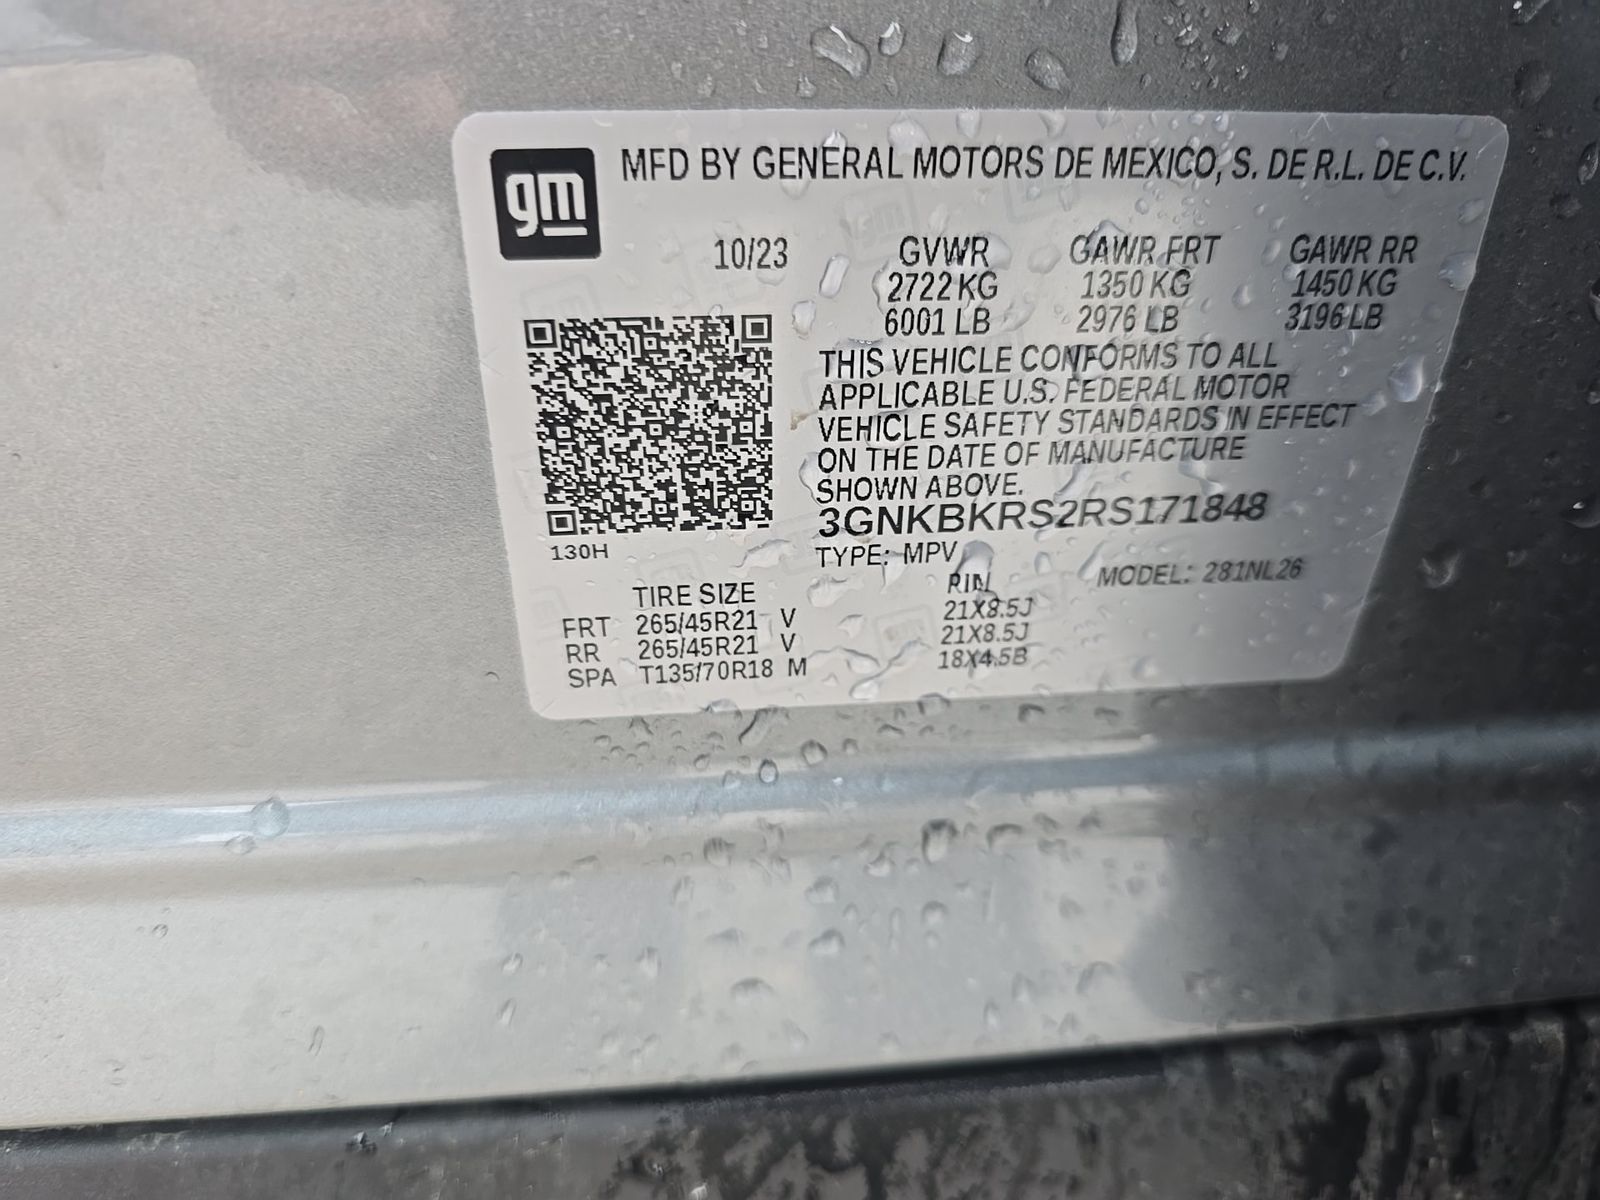 gm
MFD BY GENERAL MOTORS DE MEXICO, S. DE R.L. DE C.V.
10/23 GVWR GAWR FRT GAWR RR
2722 KG 1350 KG 1450 KG
6001 LB 2976 LB 3196 LB
THIS VEHICLE CONFORMS TO ALL
APPLICABLE U.S. FEDERAL MOTOR
VEHICLE SAFETY STANDARDS IN EFFECT
ON THE DATE OF MANUFACTURE
SHOWN ABOVE.
3GNKBKRS2RS171848
130H
TYPE: MPV MODEL: 281NL26
TIRE SIZE RIM
FRT 265/45R21 V 21X8.5J
RR 265/45R21 V 21X8.5J
SPA T135/70R18 M 18X4.5B